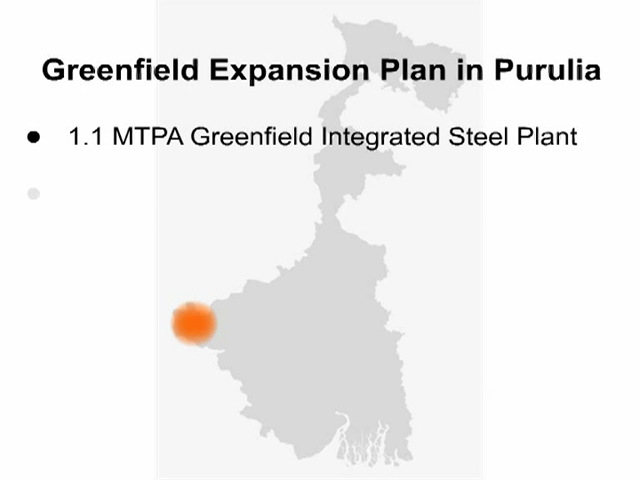 Greenfield Expansion Plan in Purulia
● 1.1 MTPA Greenfield Integrated Steel Plant